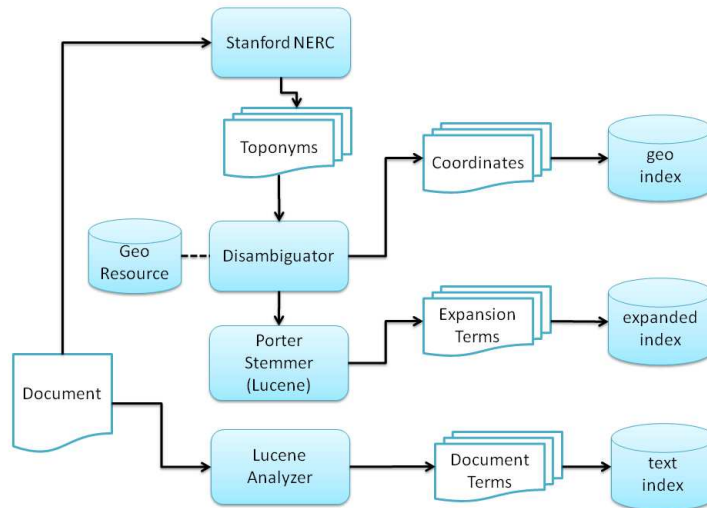 Stanford NERC
Toponyms
Coordinates
geo
index
Geo
Resource
Disambiguator
Porter
Stemmer
(Lucene)
Expansion
Terms
expanded
index
Document
Lucene
Analyzer
Document
Terms
text
index